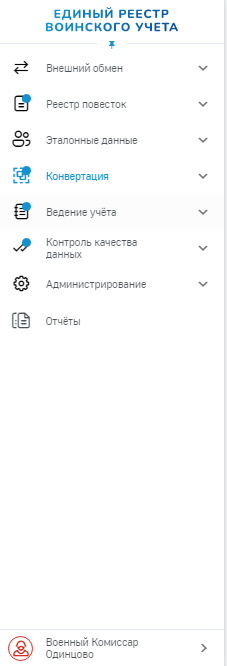 ЕДИНЫЙ РЕЕСТР
ВОИНСКОГО УЧЕТА
Внешний обмен
Реестр повесток
Эталонные данные
Конвертация
Ведение учёта
Контроль качества
данных
Администрирование
Отчёты
Военный Комиссар
Одинцово